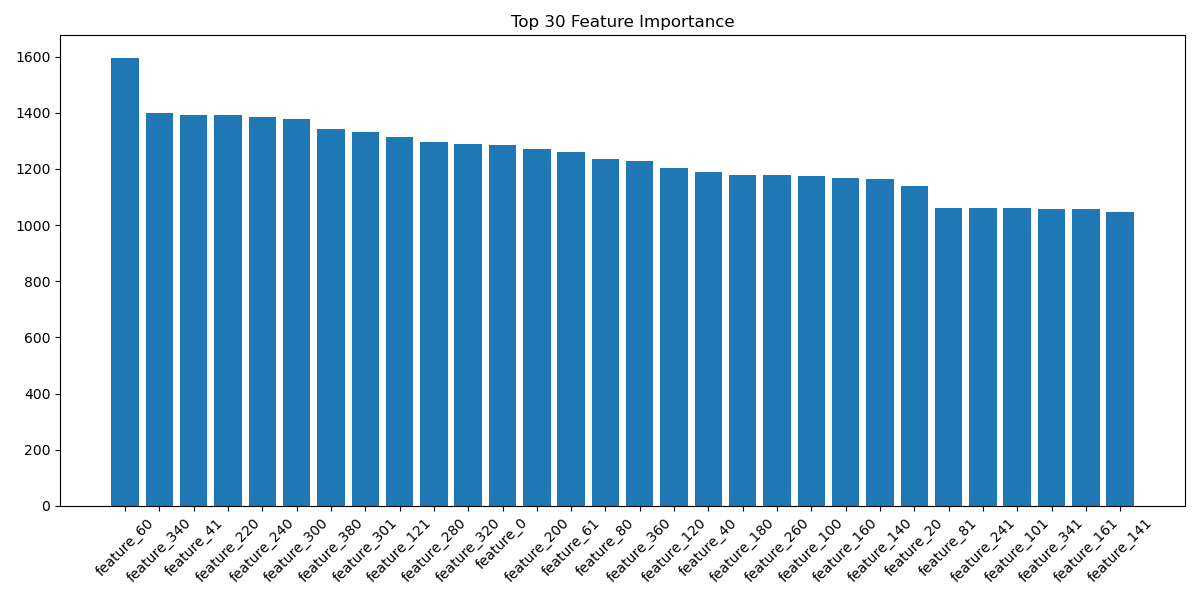 Top 30 Feature Importance
1600
1400
1200
1000
800
600
400
200
0
feature_60
feature_340
feature_41
feature_220
feature_240
feature_300
feature_380
feature_301
feature_121
feature_280
feature_320
feature_0
feature_200
feature_61
feature_80
feature_360
feature_120
feature_40
feature_180
feature_260
feature_100
feature_160
feature_140
feature_20
feature_81
feature_241
feature_101
feature_341
feature_161
feature_141